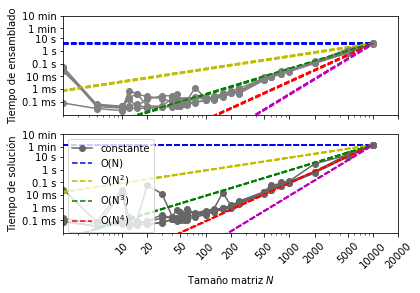 Tiempo de ensamblado
10 min
1 min
10 s
1 s
0.1 s
10 ms
1 ms
0.1 ms
Tiempo de solución
10 min
1 min
10 s
1 s
0.1 s
10 ms
1 ms
0.1 ms
constante
O(N)
O(N²)
O(N³)
O(N⁴)
10
20
50
100
200
500
1000
2000
5000
10000
20000
Tamaño matriz N